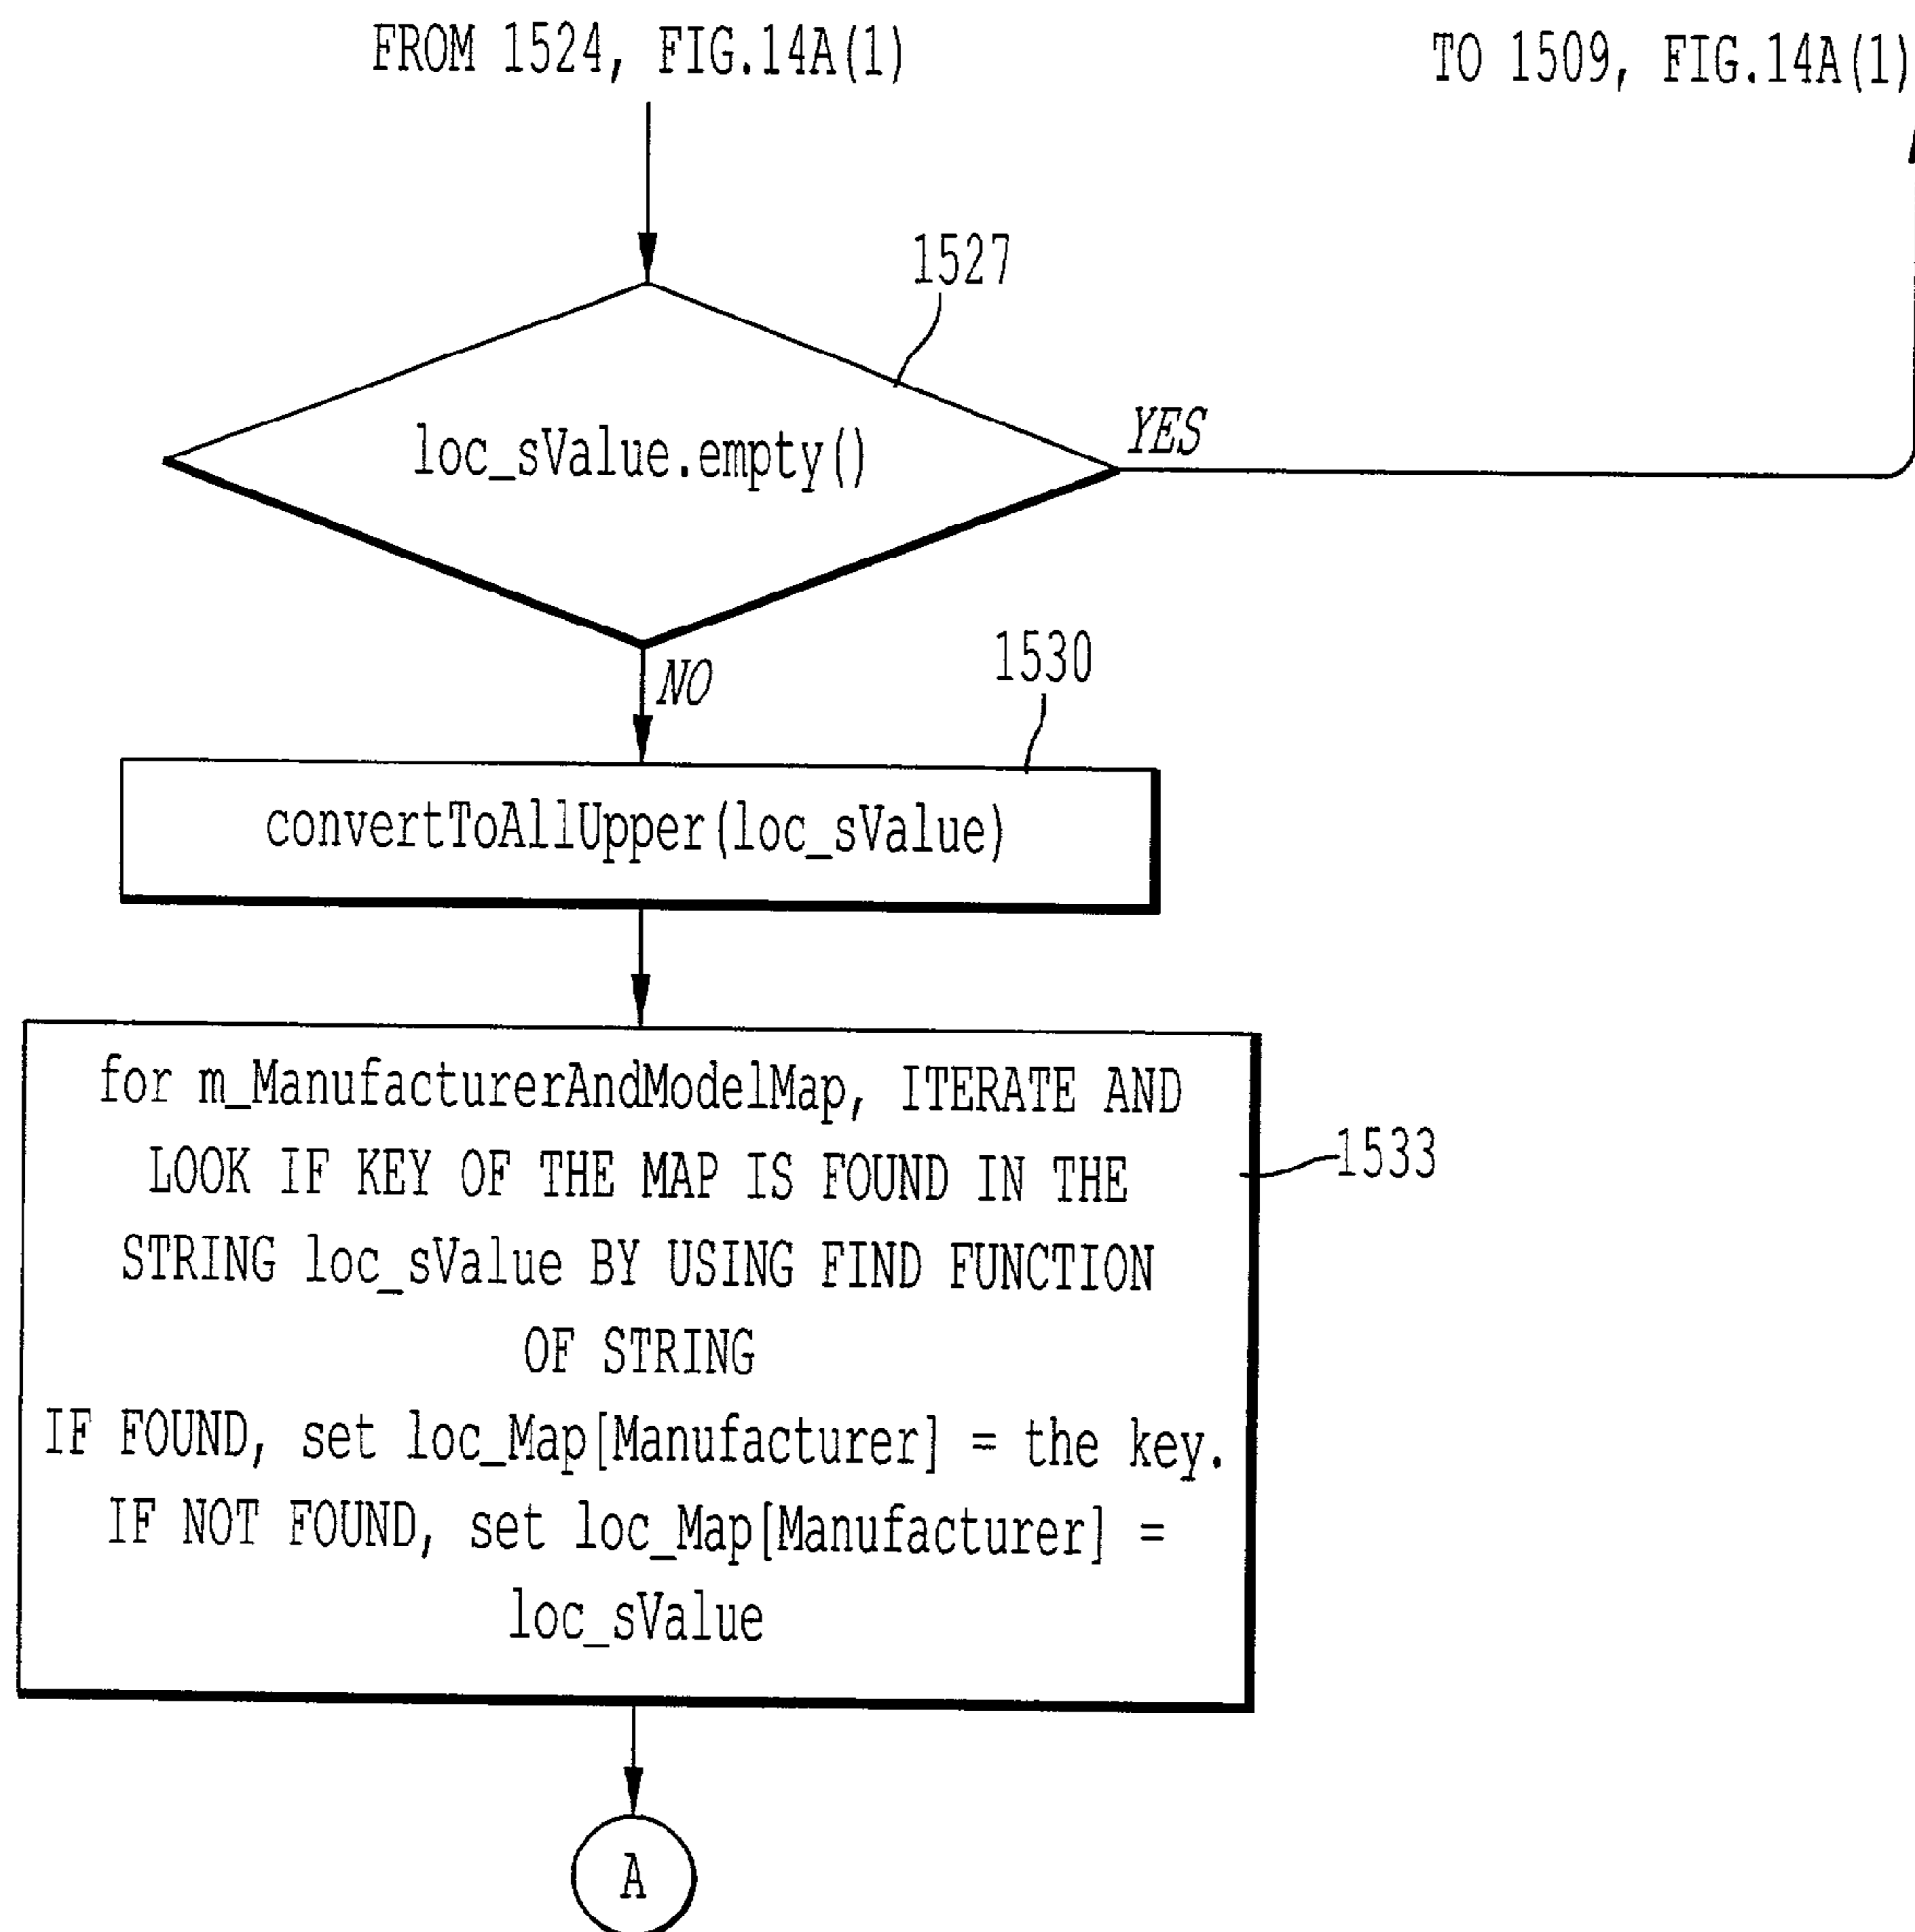 FROM 1524, FIG.14A(1)
TO 1509, FIG.14A(1)
1527
loc_sValue.empty()
YES
NO
1530
convertToAllUpper(loc_sValue)
for m_ManufacturerAndModelMap, ITERATE AND
LOOK IF KEY OF THE MAP IS FOUND IN THE
STRING loc_sValue BY USING FIND FUNCTION
OF STRING
IF FOUND, set loc_Map[Manufacturer] = the key.
IF NOT FOUND, set loc_Map[Manufacturer] =
loc_sValue
1533
A